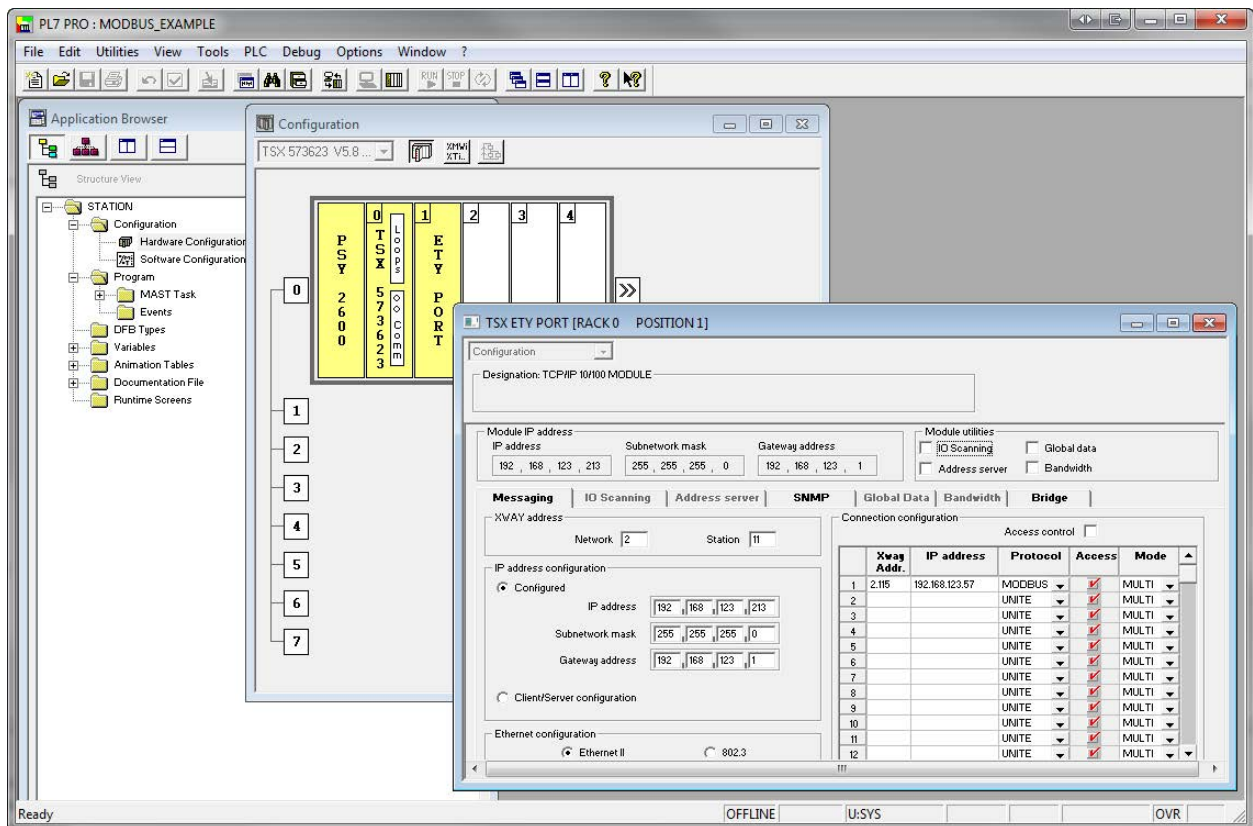 PL7 PRO : MODBUS_EXAMPLE
File Edit Utilities View Tools PLC Debug Options Window ?
RUN STOP
Application Browser
Structure View
STATION
Configuration
Hardware Configuration
Software Configuration
Program
MAST Task
Events
DFB Types
Variables
Animation Tables
Documentation File
Runtime Screens
Configuration
TSX 573623 V5.8 ...
XMWi
XTi..
0 1 2 3 4
PSY 2600
TSX 573623
Loops
Comm
ETY PORT
0
1
2
3
4
5
6
7
TSX ETY PORT [RACK 0 POSITION 1]
Configuration
Designation: TCP/IP 10/100 MODULE
Module IP address
IP address Subnetwork mask Gateway address
192 , 168 , 123 , 213 255 , 255 , 255 , 0 192 , 168 , 123 , 1
Module utilities
IO Scanning Global data
Address server Bandwidth
Messaging IO Scanning Address server SNMP Global Data Bandwidth Bridge
XWAY address
Network 2 Station 11
IP address configuration
Configured
IP address 192 , 168 , 123 , 213
Subnetwork mask 255 , 255 , 255 , 0
Gateway address 192 , 168 , 123 , 1
Client/Server configuration
Ethernet configuration
Ethernet II 802.3
Connection configuration
Access control
Xway Addr. IP address Protocol Access Mode
1 2.115 192.168.123.57 MODBUS MULTI
2 UNITE MULTI
3 UNITE MULTI
4 UNITE MULTI
5 UNITE MULTI
6 UNITE MULTI
7 UNITE MULTI
8 UNITE MULTI
9 UNITE MULTI
10 UNITE MULTI
11 UNITE MULTI
12 UNITE MULTI
Ready OFFLINE U:SYS OVR